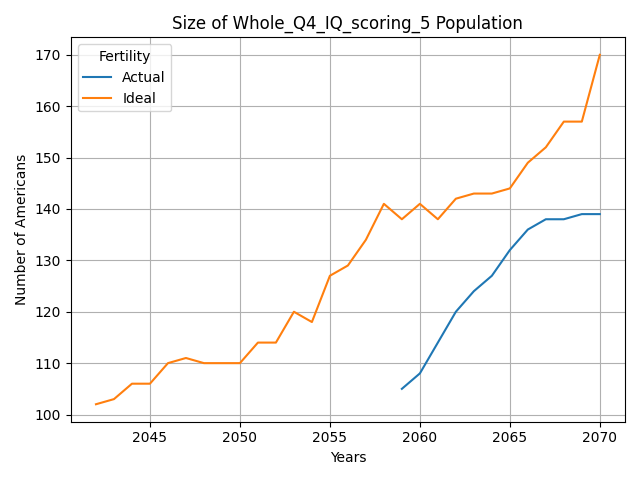 Size of Whole_Q4_IQ_scoring_5 Population
Fertility
Actual
Ideal
Number of Americans
170
160
150
140
130
120
110
100
2045 2050 2055 2060 2065 2070
Years